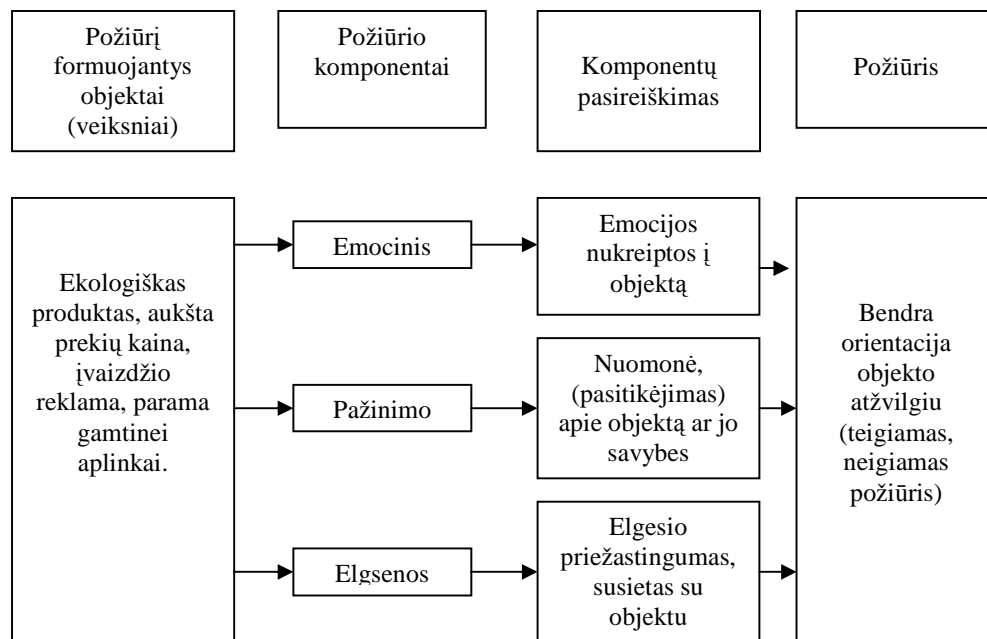 Požiūrį
formuojantys
objektai
(veiksniai)
Požiūrio
komponentai
Komponentų
pasireiškimas
Požiūris
Ekologiškas
produktas, aukšta
prekių kaina,
įvaizdžio
reklama, parama
gamtinei
aplinkai.
Emocinis
Emocijos
nukreiptos į
objektą
Pažinimo
Nuomonė,
(pasitikėjimas)
apie objektą ar jo
savybes
Elgsenos
Elgesio
priežastingumas,
susietas su
objektu
Bendra
orientacija
objekto
atžvilgiu
(teigiamas,
neigiamas
požiūris)